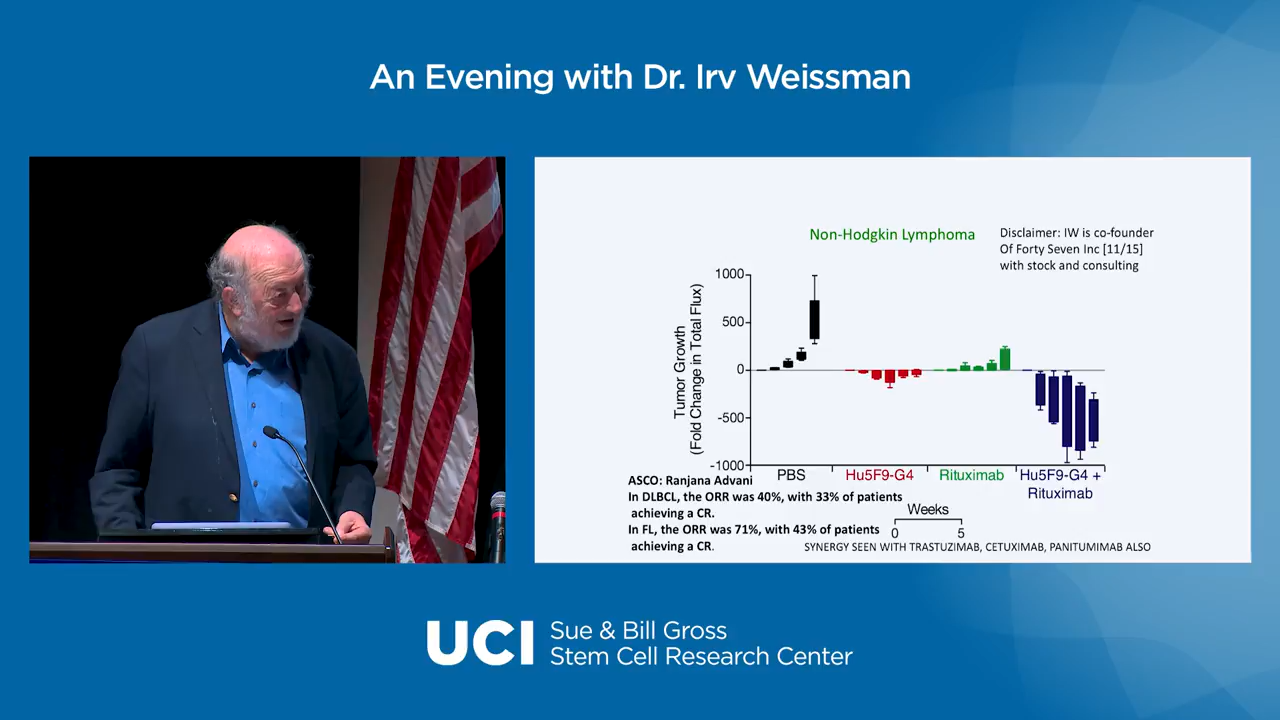 An Evening with Dr. Irv Weissman
Non-Hodgkin Lymphoma
Disclaimer: IW is co-founder
Of Forty Seven Inc [11/15]
with stock and consulting
Tumor Growth
(Fold Change in Total Flux)
1000
500
0
-500
-1000
PBS
Hu5F9-G4
Rituximab
Hu5F9-G4 +
Rituximab
ASCO: Ranjana Advani
In DLBCL, the ORR was 40%, with 33% of patients
achieving a CR.
In FL, the ORR was 71%, with 43% of patients
achieving a CR.
Weeks
0 5
SYNERGY SEEN WITH TRASTUZIMAB, CETUXIMAB, PANITUMIMAB ALSO
UCI
Sue & Bill Gross
Stem Cell Research Center